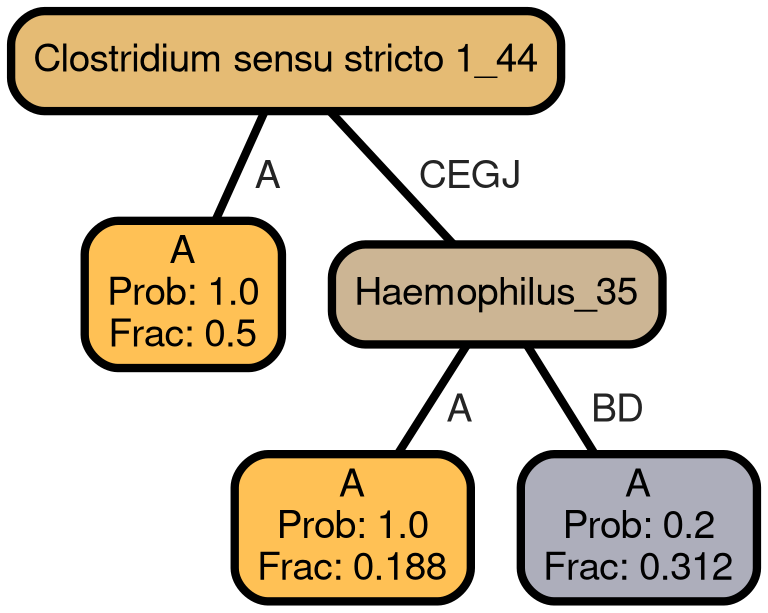 Clostridium sensu stricto 1_44
A
CEGJ
A
Prob: 1.0
Frac: 0.5
Haemophilus_35
A
BD
A
Prob: 1.0
Frac: 0.188
A
Prob: 0.2
Frac: 0.312